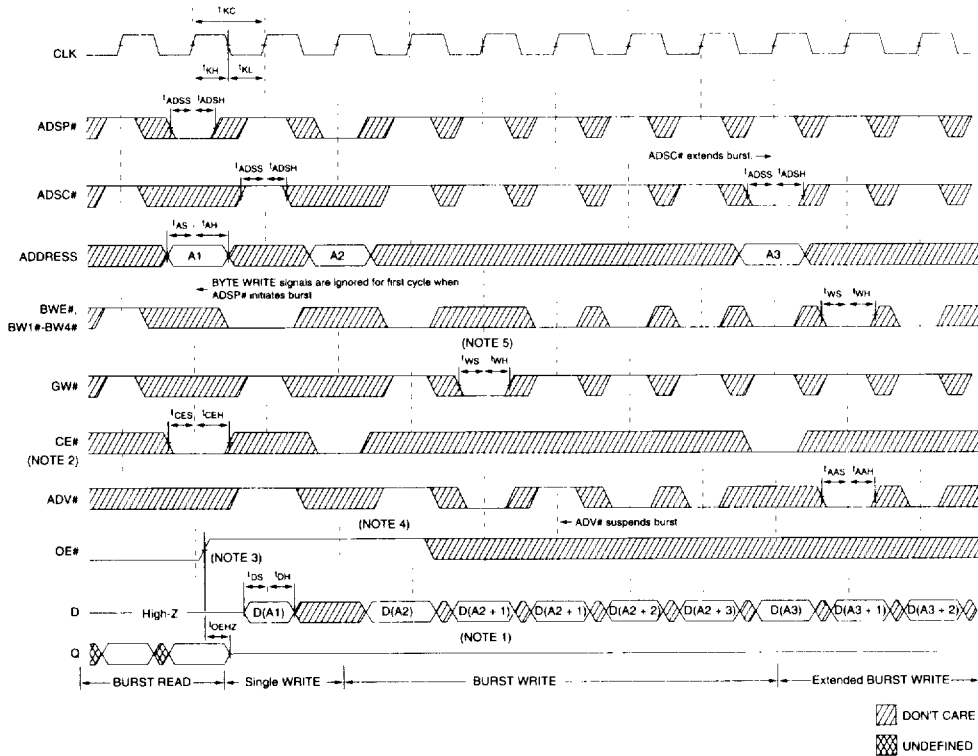 tKC
CLK
tKH tKL
tADSS tADSH
ADSP#
ADSC# extends burst.
tADSS tADSH
tADSS tADSH
ADSC#
tAS tAH
ADDRESS A1 A2 A3
BYTE WRITE signals are ignored for first cycle when
ADSP# initiates burst
tWS tWH
BWE#,
BW1#-BW4#
(NOTE 5)
tWS tWH
GW#
tCES tCEH
CE#
(NOTE 2)
tAAS tAAH
ADV#
(NOTE 4) ADV# suspends burst
OE#
(NOTE 3)
tDS tDH
D High-Z D(A1) D(A2) D(A2 + 1) D(A2 + 1) D(A2 + 2) D(A2 + 3) D(A3) D(A3 + 1) D(A3 + 2)
tOEHZ
(NOTE 1)
Q
BURST READ Single WRITE BURST WRITE Extended BURST WRITE
DON'T CARE
UNDEFINED